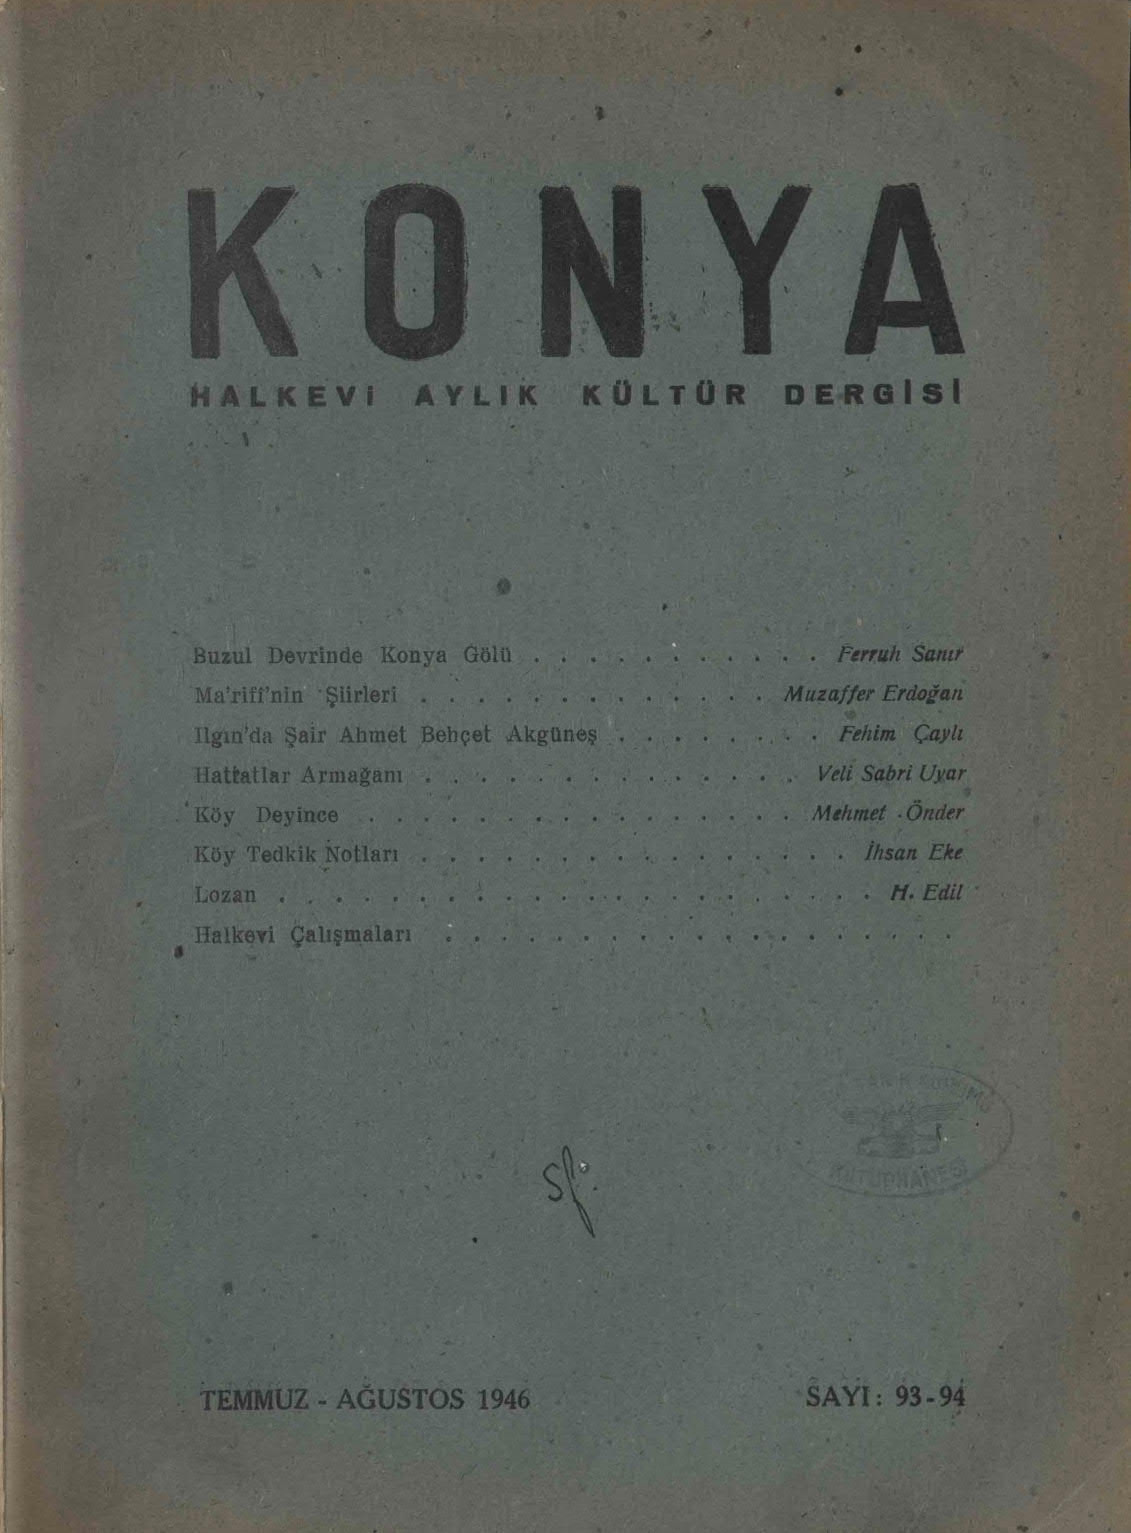 KONYA
HALKEVİ AYLIK KÜLTÜR DERGİSİ
Buzul Devrinde Konya Gölü . . . . . . . . . . . Ferruh Sanır
Ma'rifî'nin Şiirleri . . . . . . . . . . . . . Muzaffer Erdoğan
Ilgın'da Şair Ahmet Behçet Akgüneş . . . . . . . . Fehim Çaylı
Hattatlar Armağanı . . . . . . . . . . . . . . Veli Sabri Uyar
Köy Deyince . . . . . . . . . . . . . . . . Mehmet Önder
Köy Tedkik Notları . . . . . . . . . . . . . . . . İhsan Eke
Lozan . . . . . . . . . . . . . . . . . . . . . . H. Edil
Halkevi Çalışmaları . . . . . . . . . . . . . . . . . . .
KÜTÜPHANESİ
TEMMUZ - AĞUSTOS 1946
SAYI: 93-94